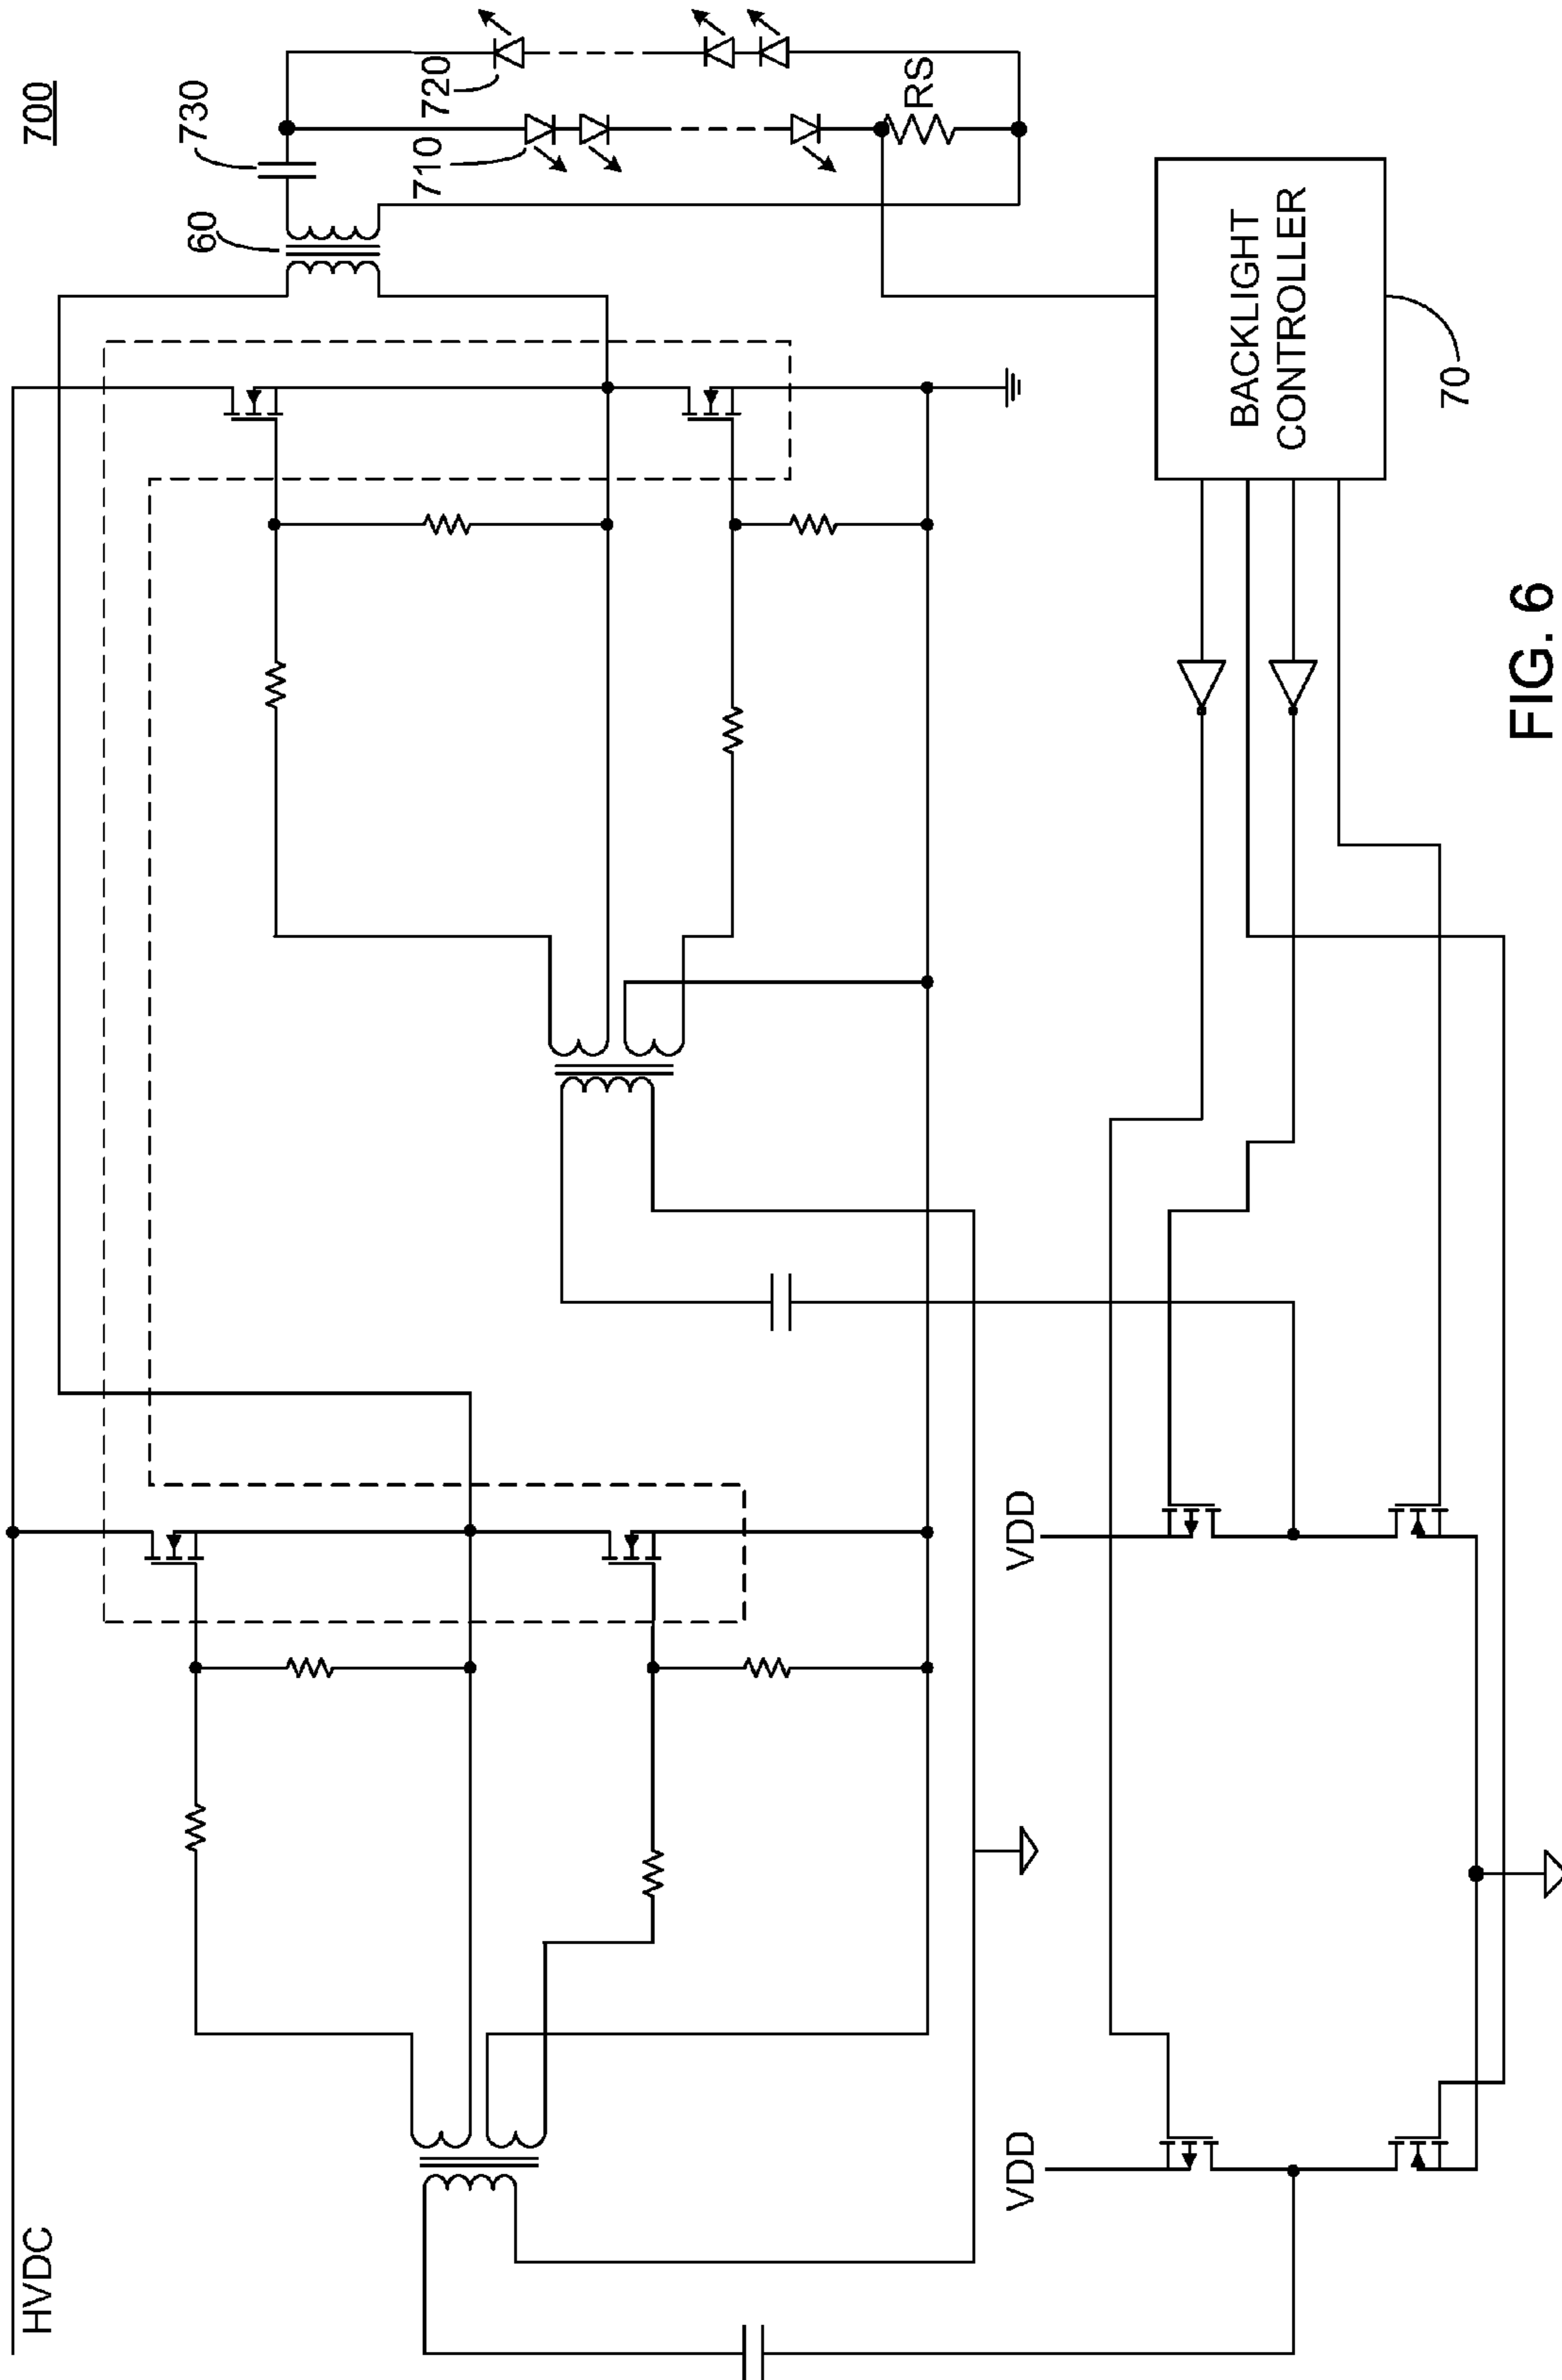 700
HVDC
60
730
710
720
RS
VDD
VDD
BACKLIGHT
CONTROLLER
70
FIG. 6